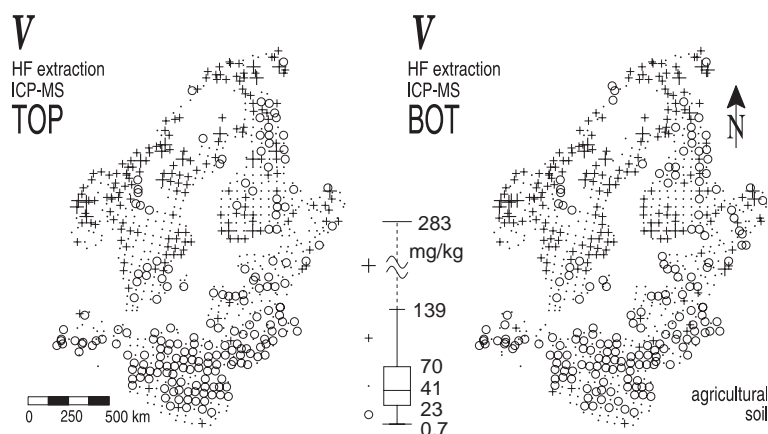 V
HF extraction
ICP-MS
TOP
V
HF extraction
ICP-MS
BOT
N
283
mg/kg
139
70
41
23
0.7
0 250 500 km
agricultural
soil